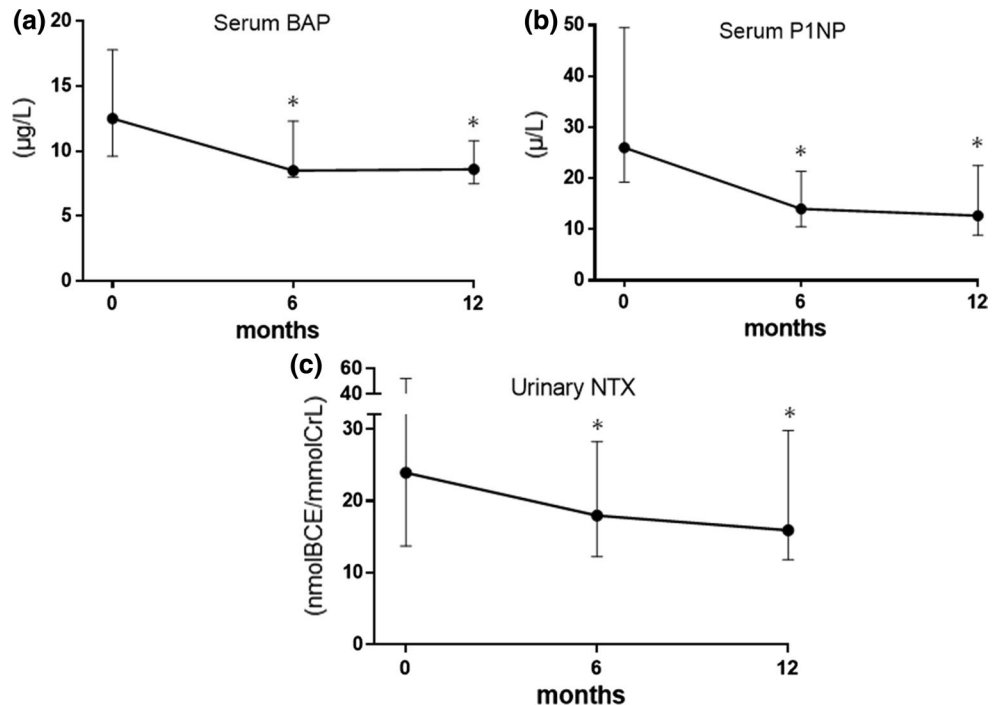 (a)
Serum BAP
20
15
10
5
0
(µg/L)
*
*
0 6 12
months
(b)
Serum P1NP
50
40
30
20
10
0
(µ/L)
*
*
0 6 12
months
(c)
Urinary NTX
60
40
30
20
10
0
(nmolBCE/mmolCrL)
*
*
0 6 12
months